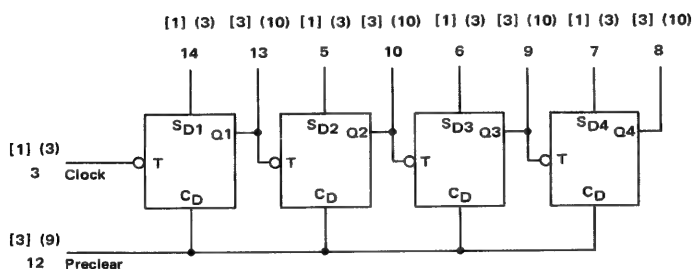 [1] (3) [3] (10) [1] (3) [3] (10) [1] (3) [3] (10) [1] (3) [3] (10)
14 13 5 10 6 9 7 8
SD1 Q1 SD2 Q2 SD3 Q3 SD4 Q4
[1] (3)
3 Clock T T T T
CD CD CD CD
[3] (9)
12 Preclear